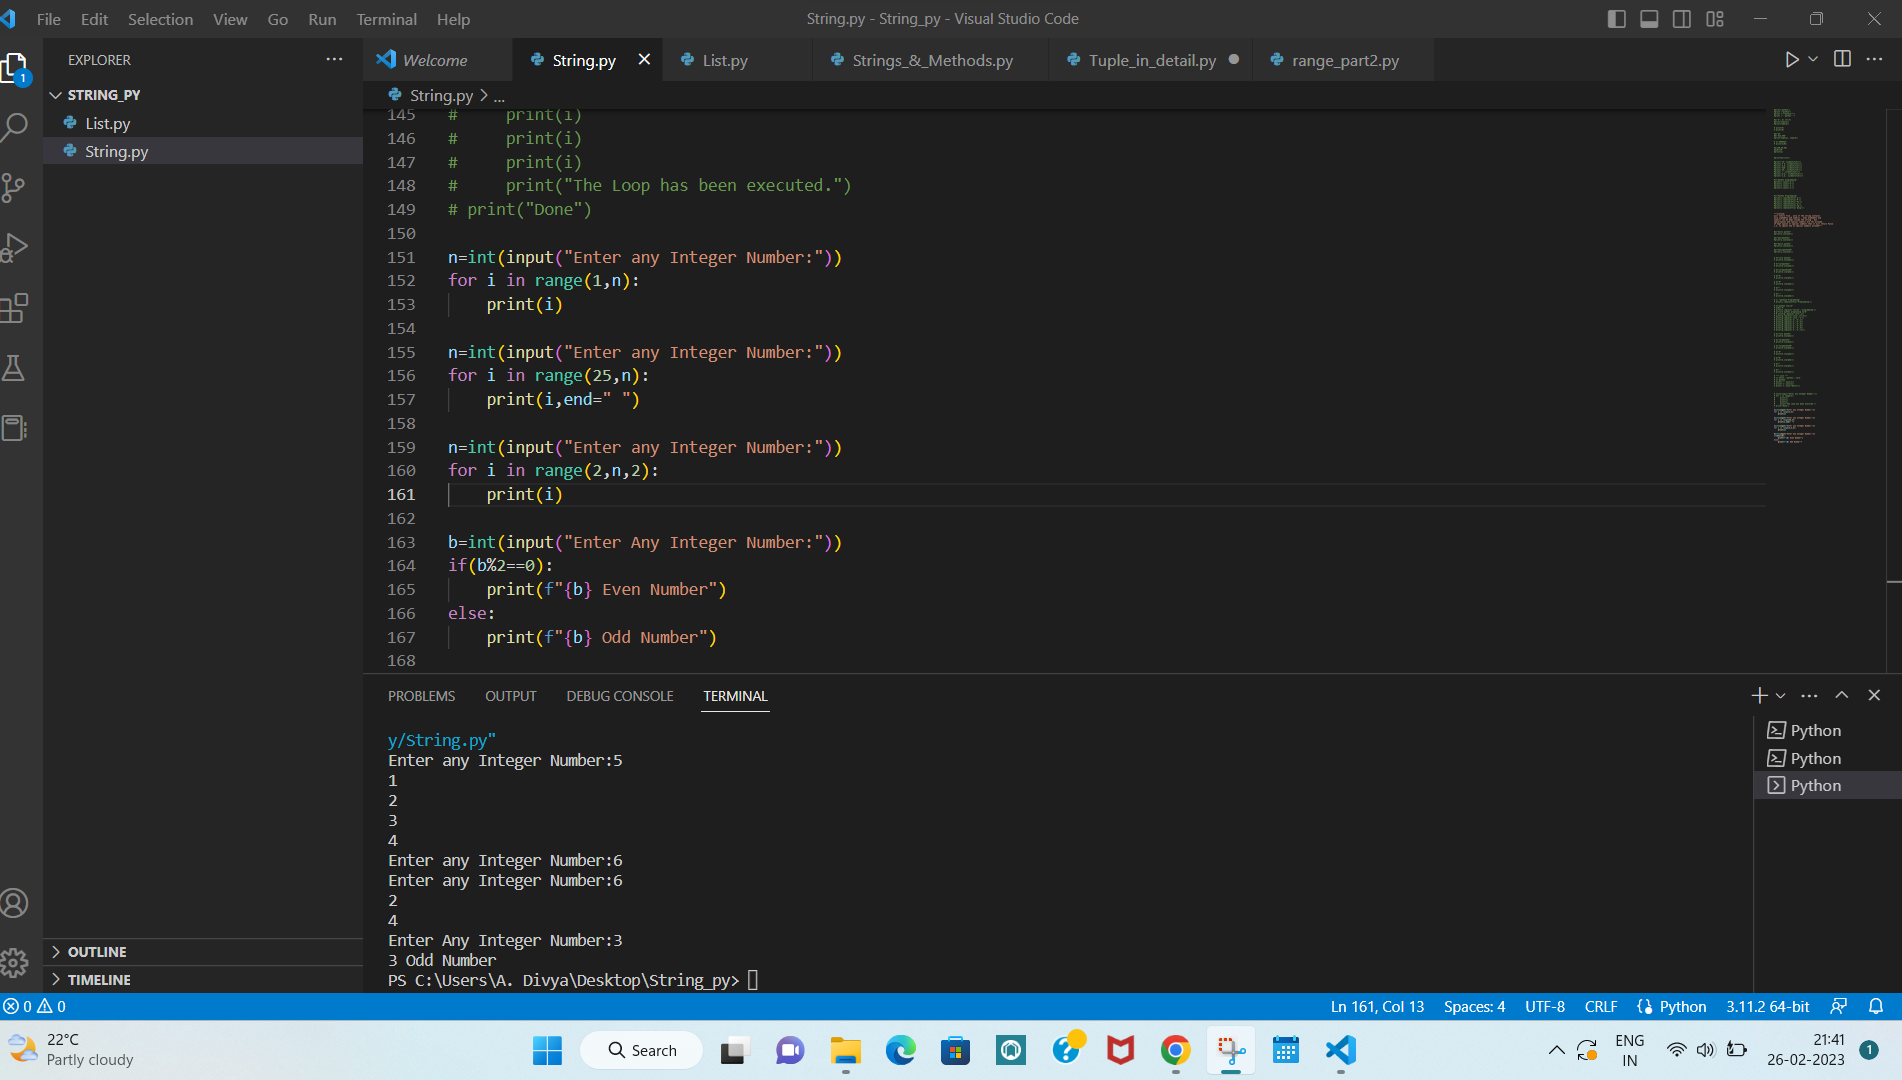 File Edit Selection View Go Run Terminal Help
String.py - String_py - Visual Studio Code
EXPLORER
Welcome String.py List.py Strings_&_Methods.py Tuple_in_detail.py range_part2.py
STRING_PY
List.py
String.py
String.py > ...
145 #     print(i)
146 #     print(i)
147 #     print(i)
148 #     print("The Loop has been executed.")
149 # print("Done")
150
151 n=int(input("Enter any Integer Number:"))
152 for i in range(1,n):
153     print(i)
154
155 n=int(input("Enter any Integer Number:"))
156 for i in range(25,n):
157     print(i,end=" ")
158
159 n=int(input("Enter any Integer Number:"))
160 for i in range(2,n,2):
161     print(i)
162
163 b=int(input("Enter Any Integer Number:"))
164 if(b%2==0):
165     print(f"{b} Even Number")
166 else:
167     print(f"{b} Odd Number")
168
PROBLEMS OUTPUT DEBUG CONSOLE TERMINAL
y/String.py"
Enter any Integer Number:5
1
2
3
4
Enter any Integer Number:6
Enter any Integer Number:6
2
4
Enter Any Integer Number:3
3 Odd Number
PS C:\Users\A. Divya\Desktop\String_py>
Python
Python
Python
OUTLINE
TIMELINE
0 0
Ln 161, Col 13 Spaces: 4 UTF-8 CRLF Python 3.11.2 64-bit
1
22°C
Partly cloudy
Search
ENG
IN
21:41
26-02-2023
1